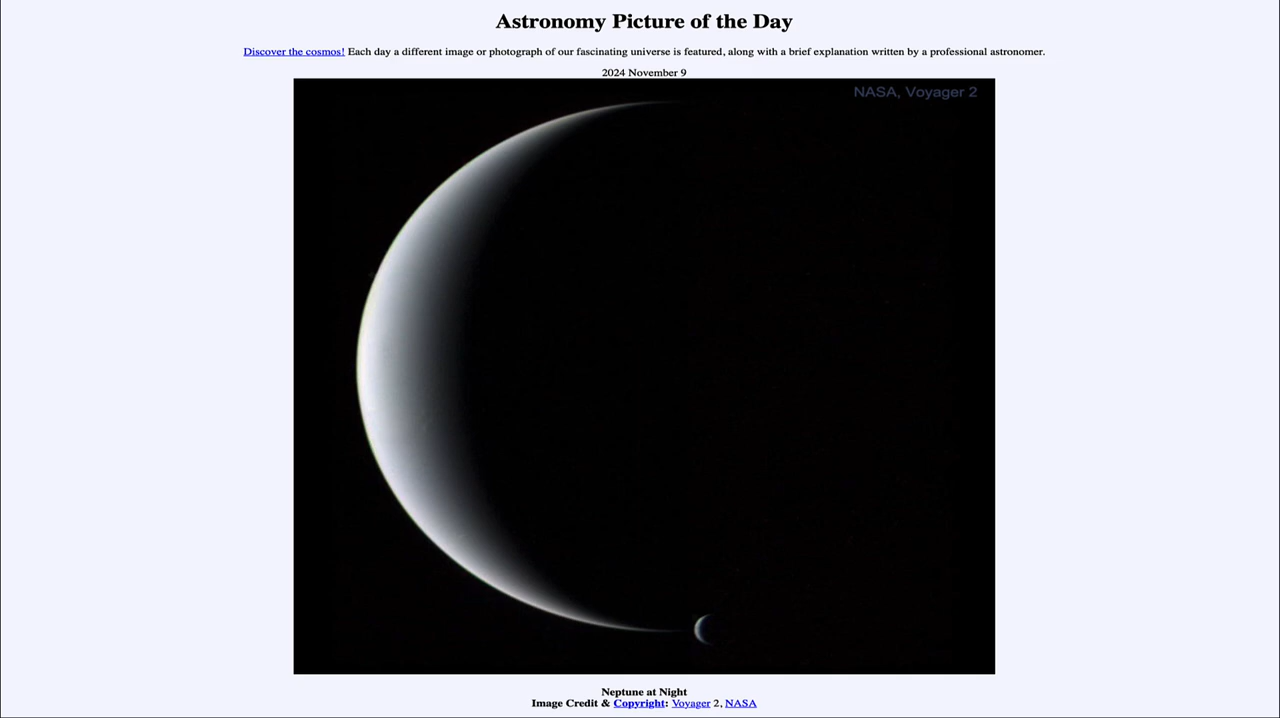 Astronomy Picture of the Day
Discover the cosmos! Each day a different image or photograph of our fascinating universe is featured, along with a brief explanation written by a professional astronomer.
2024 November 9
NASA, Voyager 2
Neptune at Night
Image Credit & Copyright: Voyager 2, NASA